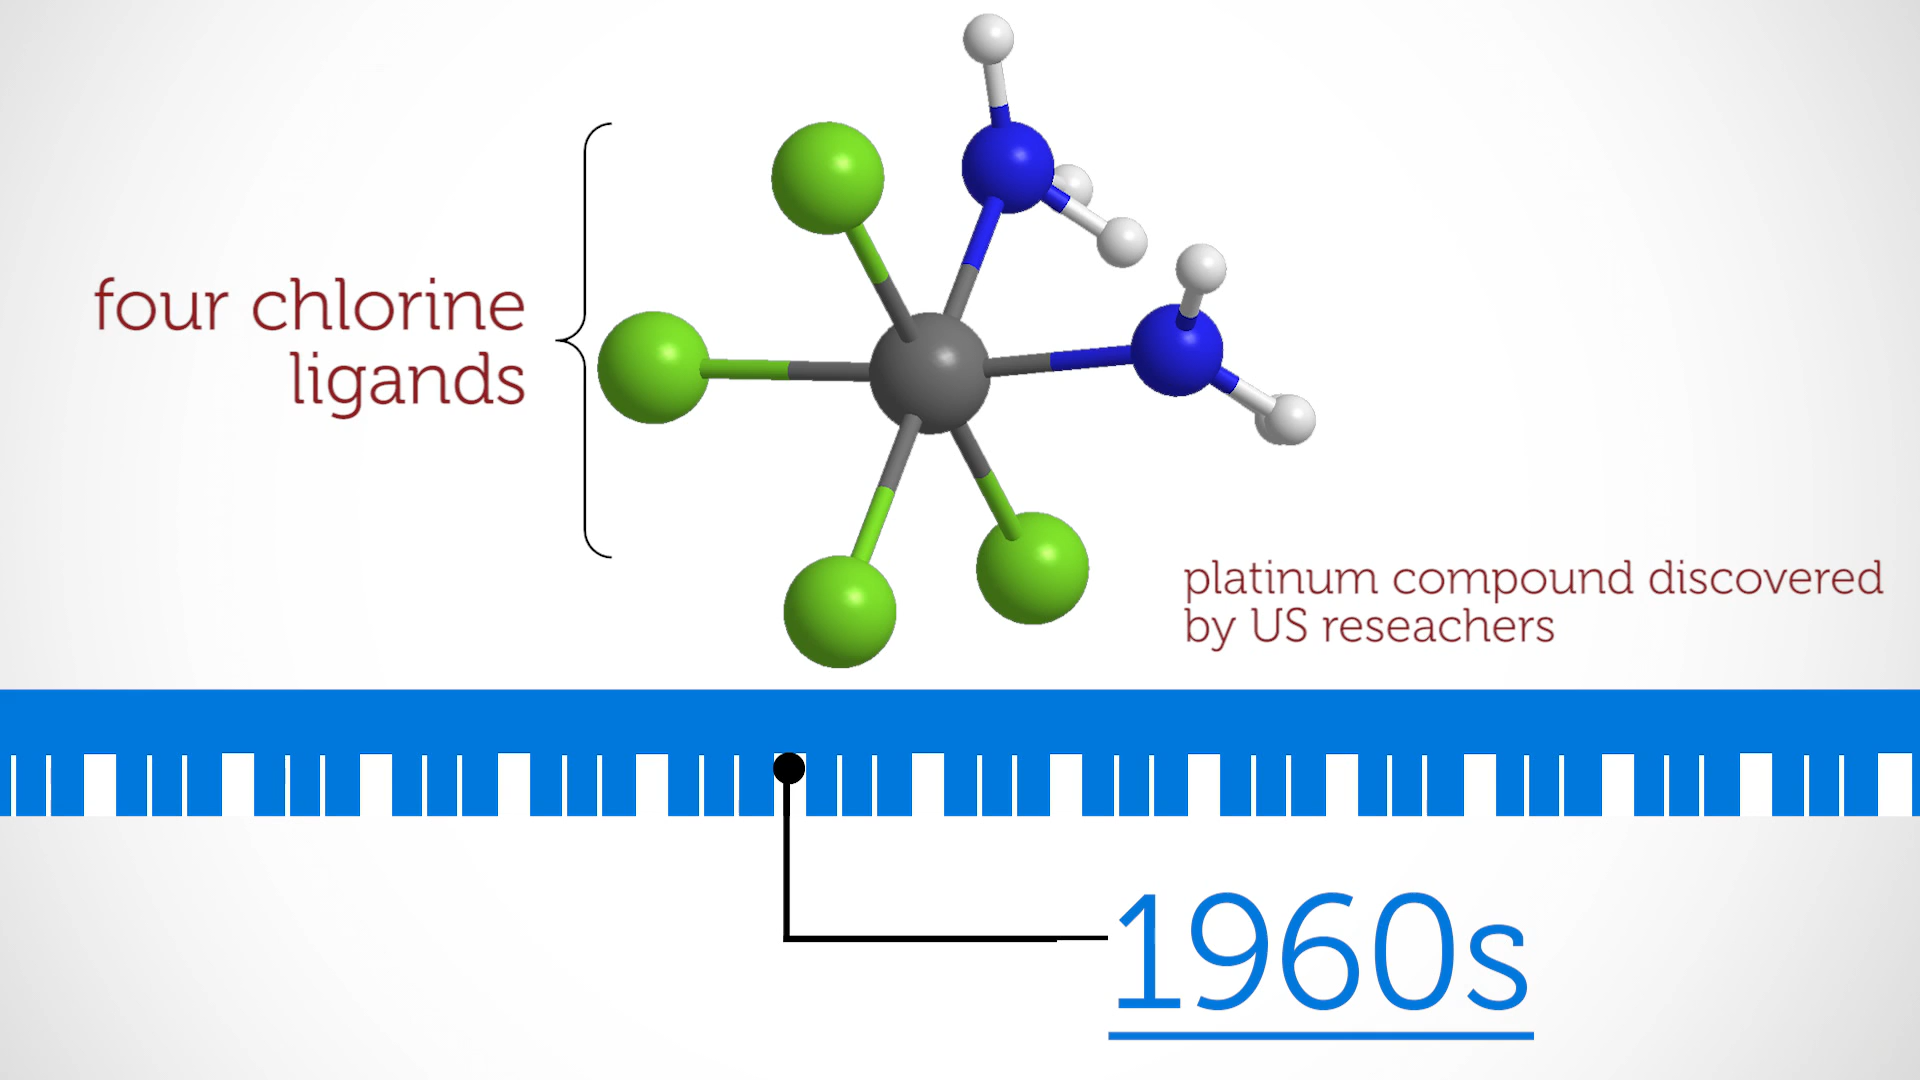 four chlorine
ligands
platinum compound discovered
by US reseachers
1960s